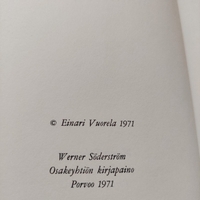 © Einari Vuorela 1971
Werner Söderström
Osakeyhtiön kirjapaino
Porvoo 1971